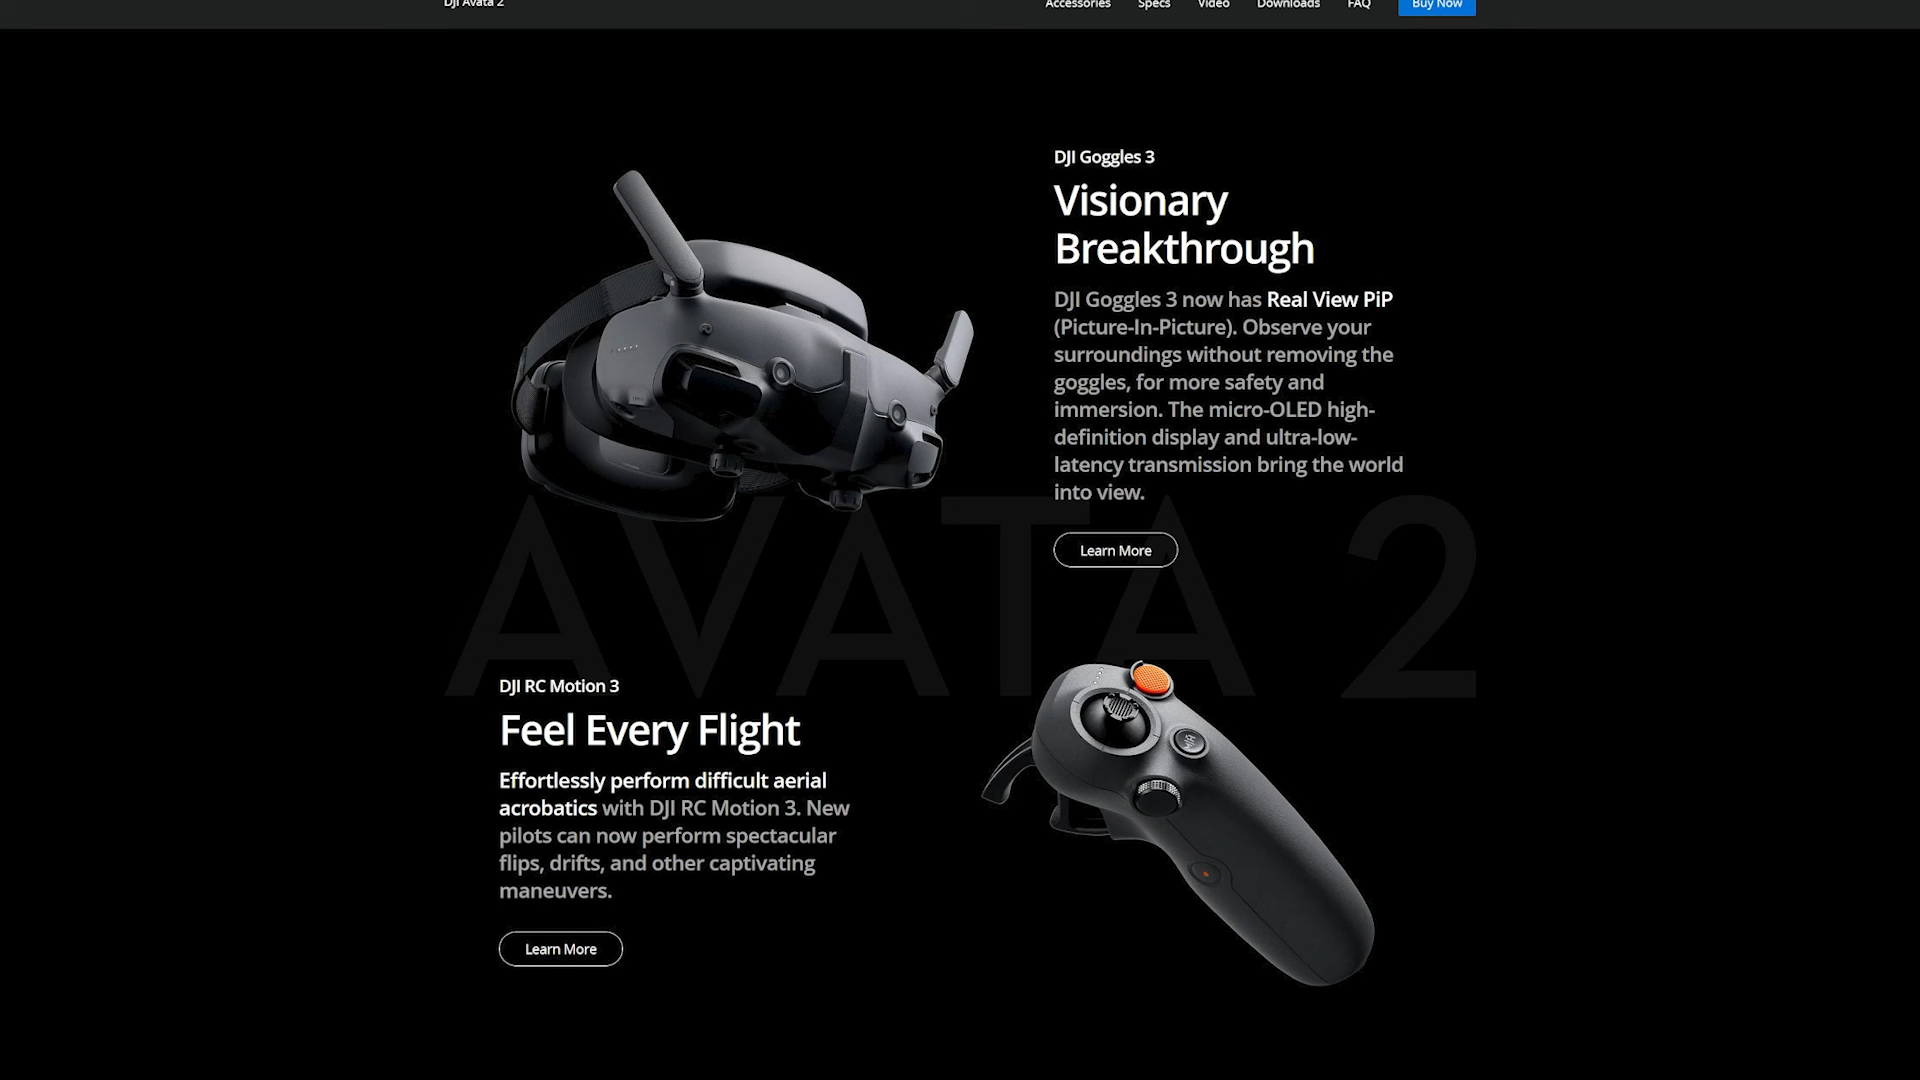 DJI Avata 2
Accessories
Specs
Video
Downloads
FAQ
Buy Now
DJI Goggles 3
Visionary
Breakthrough
DJI Goggles 3 now has Real View PiP
(Picture-In-Picture). Observe your
surroundings without removing the
goggles, for more safety and
immersion. The micro-OLED high-
definition display and ultra-low-
latency transmission bring the world
into view.
Learn More
AVATA 2
DJI RC Motion 3
Feel Every Flight
Effortlessly perform difficult aerial
acrobatics with DJI RC Motion 3. New
pilots can now perform spectacular
flips, drifts, and other captivating
maneuvers.
Learn More